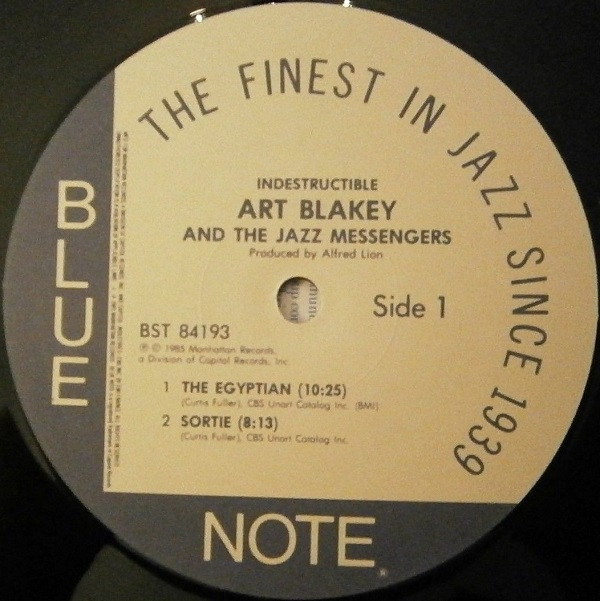 THE FINEST IN JAZZ SINCE 1939
INDESTRUCTIBLE
ART BLAKEY
AND THE JAZZ MESSENGERS
Produced by Alfred Lion
Side 1
BST 84193
℗ © 1985 Manhattan Records,
a Division of Capitol Records, Inc.
1 THE EGYPTIAN (10:25)
(Curtis Fuller), CBS Unart Catalog Inc. (BMI)
2 SORTIE (8:13)
(Curtis Fuller), CBS Unart Catalog Inc.
BLUE
NOTE®